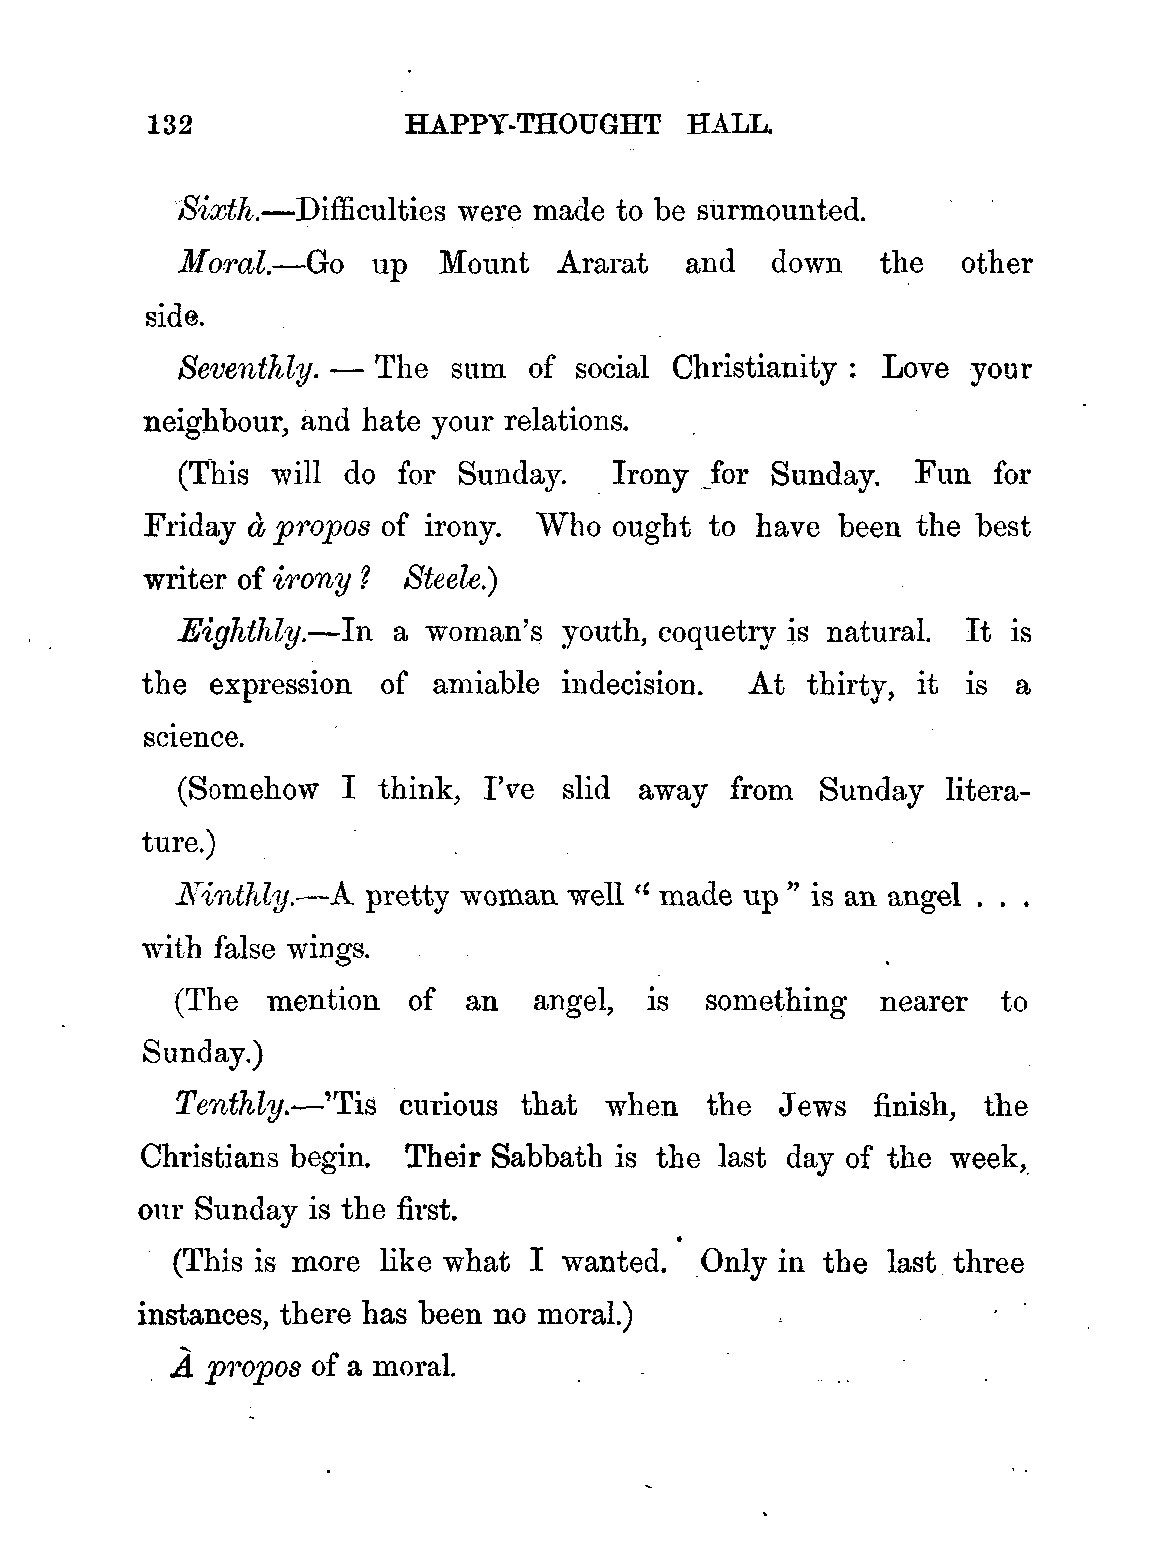 132 HAPPY-THOUGHT HALL.
Sixth.—Difficulties were made to be surmounted.
Moral.—Go up Mount Ararat and down the other
side.
Seventhly. — The sum of social Christianity : Love your
neighbour, and hate your relations.
(This will do for Sunday. Irony for Sunday. Fun for
Friday à propos of irony. Who ought to have been the best
writer of irony ? Steele.)
Eighthly.—In a woman's youth, coquetry is natural. It is
the expression of amiable indecision. At thirty, it is a
science.
(Somehow I think, I've slid away from Sunday litera-
ture.)
Ninthly.—A pretty woman well “ made up ” is an angel . . .
with false wings.
(The mention of an angel, is something nearer to
Sunday.)
Tenthly.—'Tis curious that when the Jews finish, the
Christians begin. Their Sabbath is the last day of the week,
our Sunday is the first.
(This is more like what I wanted. Only in the last three
instances, there has been no moral.)
À propos of a moral.